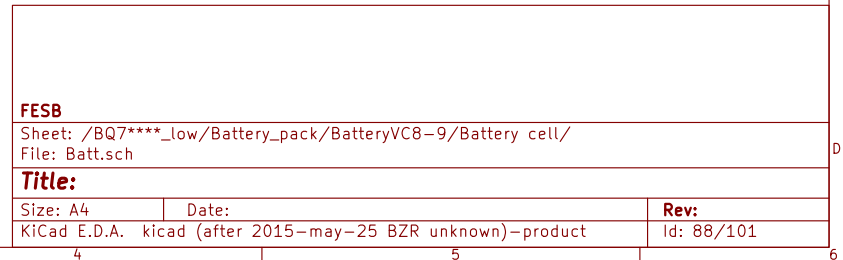 FESB
Sheet: /BQ7****_low/Battery_pack/BatteryVC8-9/Battery cell/
File: Batt.sch
D
Title:
Size: A4 Date: Rev:
KiCad E.D.A. kicad (after 2015-may-25 BZR unknown)-product Id: 88/101
4 5 6